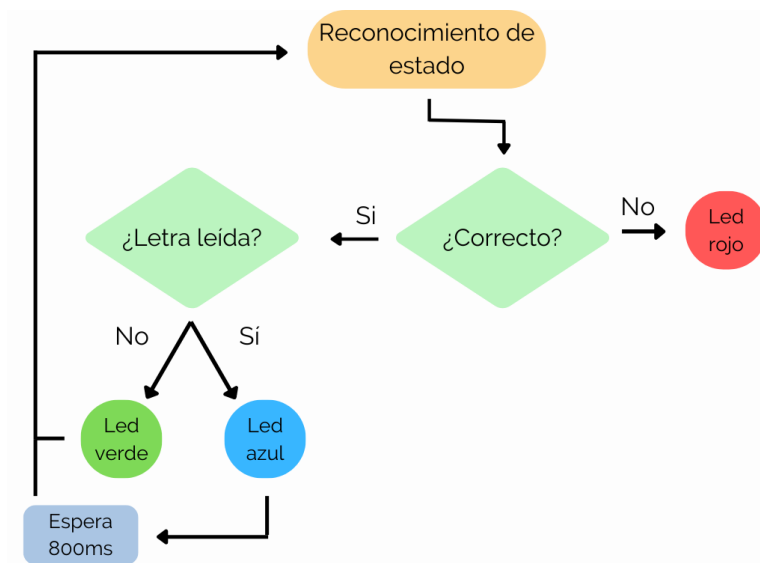 Reconocimiento de
estado
¿Correcto?
No
Led
rojo
Si
¿Letra leída?
No
Sí
Led
verde
Led
azul
Espera
800ms